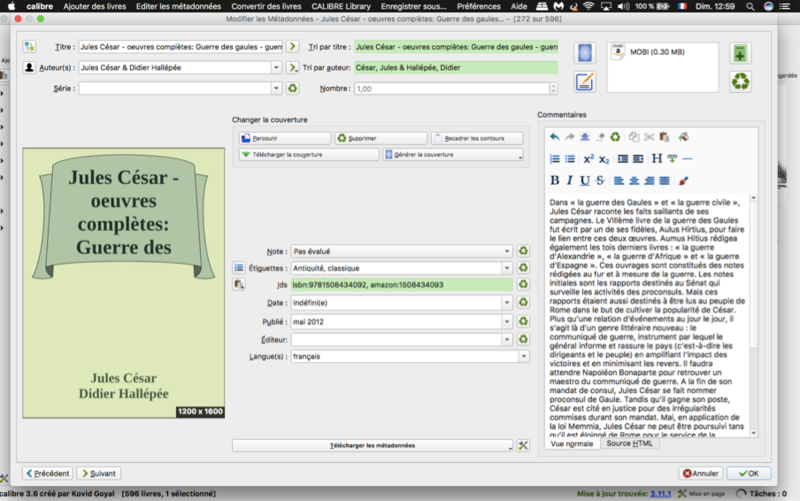 calibre Ajouter des livres Editer les métadonnées Convertir des livres CALIBRE Library Enregistrer sous... Préférences Aide 100 % Dim. 12:59
Modifier les Métadonnées - Jules César - oeuvres complètes: Guerre des gaules... - [272 sur 596]
Titre : Jules César - oeuvres complètes: Guerre des gaules - guerr
Tri par titre : Jules César - oeuvres complètes: Guerre des gaules - guerr
Auteur(s) : Jules César & Didier Hallépée
Tri par auteur: César, Jules & Hallépée, Didier
Série :
Nombre : 1,00
MOBI (0.30 MB)
Changer la couverture
Parcourir
Supprimer
Recadrer les contours
Télécharger la couverture
Générer la couverture
Jules César -
oeuvres
complètes:
Guerre des
Jules César
Didier Hallépée
1200 x 1600
Note : Pas évalué
Étiquettes : Antiquité, classique
Ids isbn:9781508434092, amazon:1508434093
Date : Indéfini(e)
Publié : mai 2012
Éditeur:
Langue(s) : français
Télécharger les métadonnées
Commentaires
Dans « la guerre des Gaules » et « la guerre civile »,
Jules César raconte les faits saillants de ses
campagnes. Le VIIIème livre de la guerre des Gaules
fut écrit par un de ses fidèles, Aulus Hirtius, pour faire
le lien entre ces deux œuvres. Aumus Hitius rédigea
également les tois derniers livres : « la guerre
d'Alexandrie », « la guerre d'Afrique » et « la guerre
d'Espagne ». Ces ouvrages sont constitués des notes
rédigées au fur et à mesure de la guerre. Les notes
initiales sont les rapports destinés au Sénat qui
surveille les activités des proconsuls. Mais ces
rapports étaient aussi destinés à être lus au peuple de
Rome dans le but de cultiver la popularité de César.
Plus qu'une relation d'événements au jour le jour, il
s'agit là d'un genre littéraire nouveau : le
communiqué de guerre, instrument par lequel le
général informe et rassure le pays (c'est-à-dire les
dirigeants et le peuple) en amplifiant l'impact des
victoires et en minimisant les revers. Il faudra
attendre Napoléon Bonaparte pour retrouver un
maestro du communiqué de guerre. A la fin de son
mandat de consul, Jules César se fait nommer
proconsul de Gaule. Tandis qu'il gagne son poste,
César est cité en justice pour des irrégularités
commises durant son mandat. Mai, en application de
la loi Memmia, Jules César ne peut être poursuivi tans
qu'il est éloigné de Rome pour le service de la
Vue normale Source HTML
Précédent
Suivant
Annuler
OK
calibre 3.6 créé par Kovid Goyal [596 livres, 1 sélectionné]
Mise à jour trouvée: 3.11.1
Mise en page
Tâches : 0